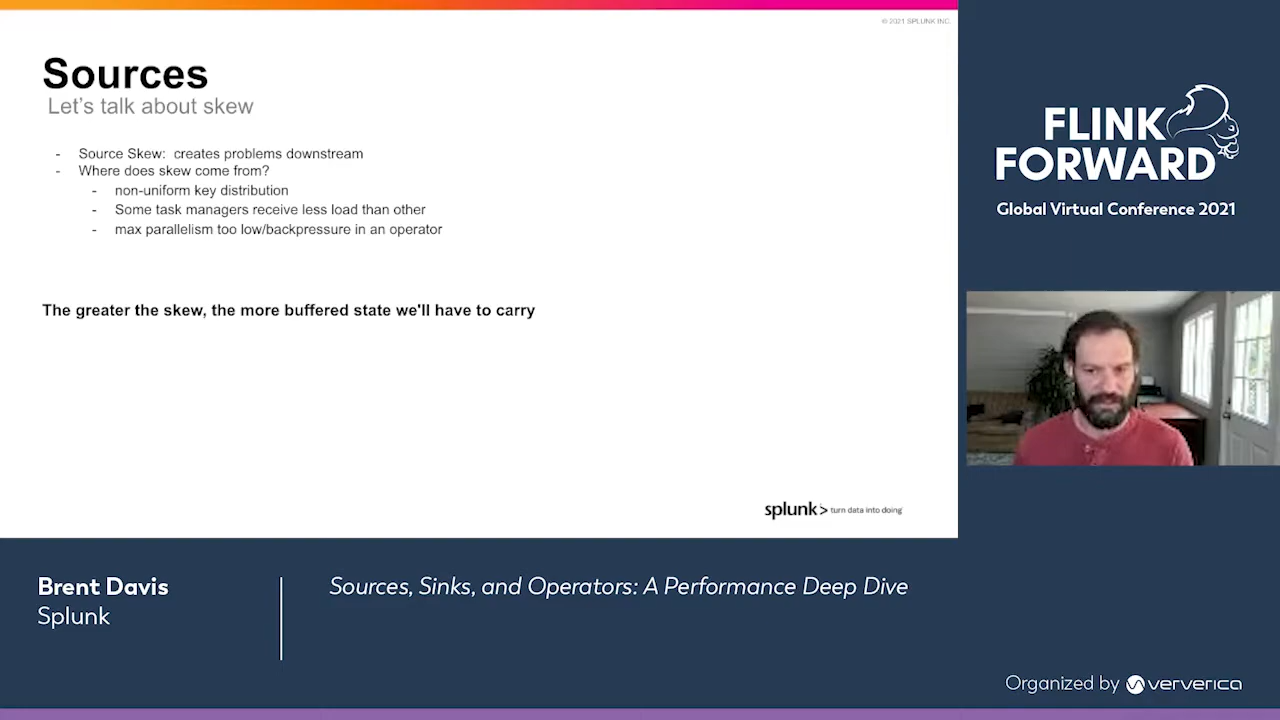 © 2021 SPLUNK INC.
Sources
Let's talk about skew
- Source Skew: creates problems downstream
- Where does skew come from?
- non-uniform key distribution
- Some task managers receive less load than other
- max parallelism too low/backpressure in an operator
The greater the skew, the more buffered state we'll have to carry
splunk> turn data into doing
FLINK
FORWARD
Global Virtual Conference 2021
Brent Davis
Splunk
Sources, Sinks, and Operators: A Performance Deep Dive
Organized by ververica